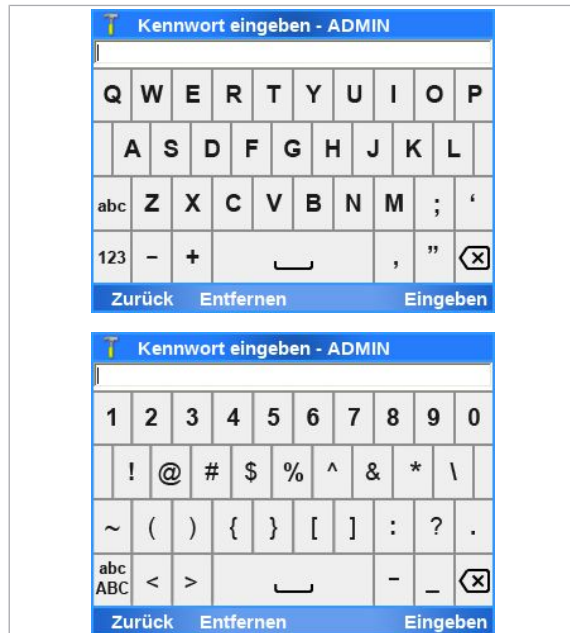 Kennwort eingeben - ADMIN
Q W E R T Y U I O P
A S D F G H J K L
abc Z X C V B N M ; ‘
123 - + , ”
Zurück Entfernen Eingeben
Kennwort eingeben - ADMIN
1 2 3 4 5 6 7 8 9 0
! @ # $ % ^ & * \
~ ( ) { } [ ] : ? .
abc
ABC < > - _
Zurück Entfernen Eingeben